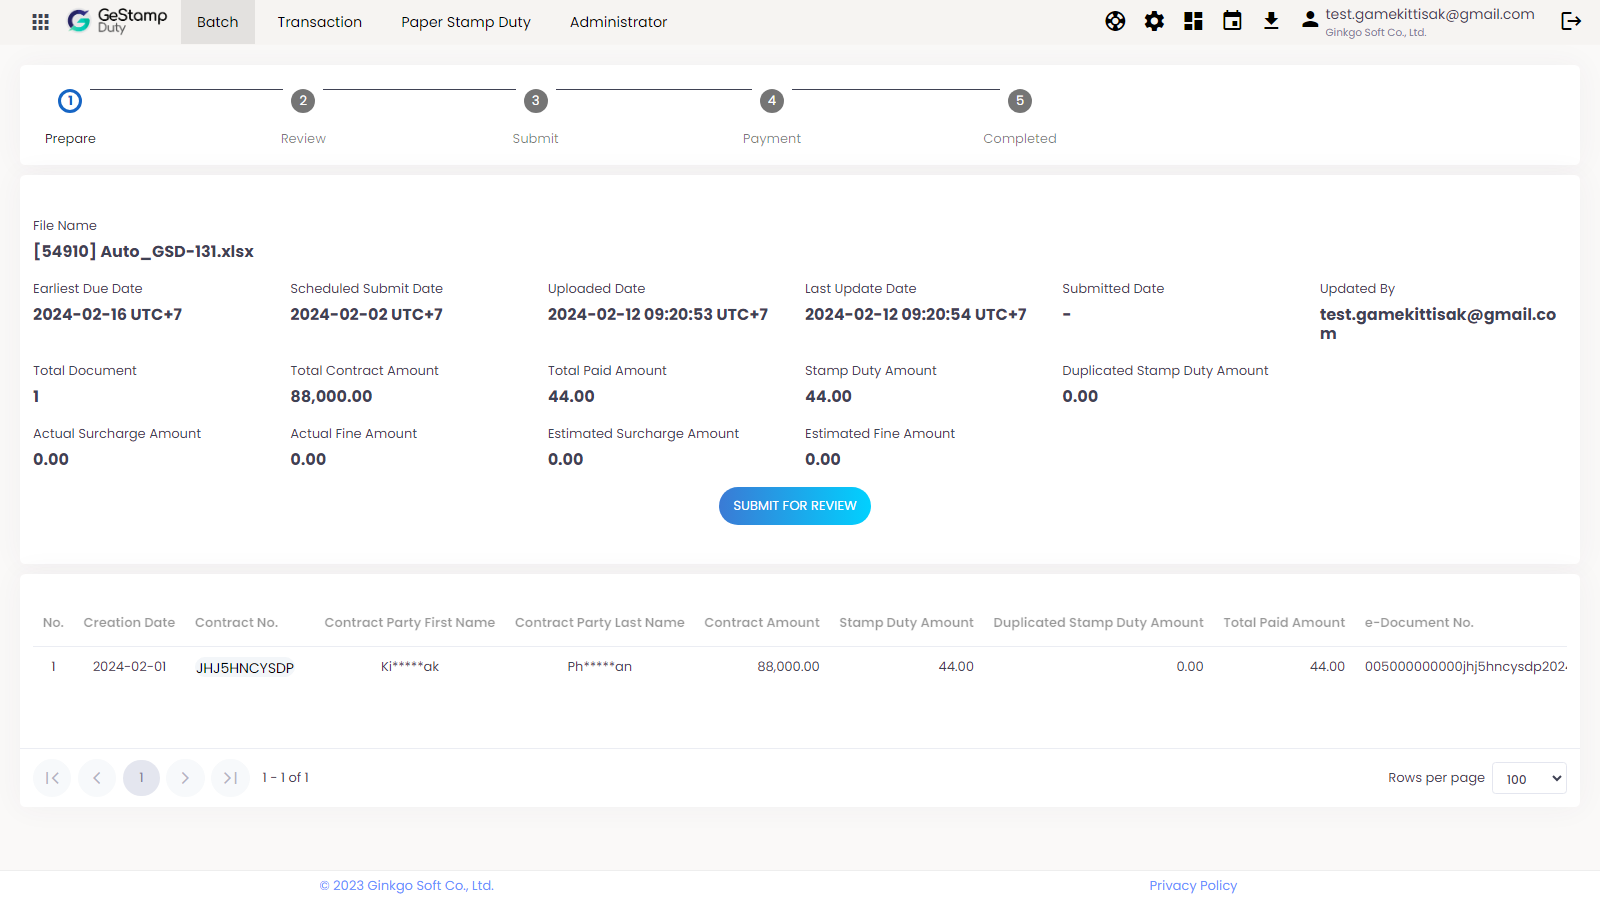 GeStamp
Duty
Batch
Transaction
Paper Stamp Duty
Administrator
test.gamekittisak@gmail.com
Ginkgo Soft Co., Ltd.
1
2
3
4
5
Prepare
Review
Submit
Payment
Completed
File Name
[54910] Auto_GSD-131.xlsx
Earliest Due Date
Scheduled Submit Date
Uploaded Date
Last Update Date
Submitted Date
Updated By
2024-02-16 UTC+7
2024-02-02 UTC+7
2024-02-12 09:20:53 UTC+7
2024-02-12 09:20:54 UTC+7
-
test.gamekittisak@gmail.co
m
Total Document
Total Contract Amount
Total Paid Amount
Stamp Duty Amount
Duplicated Stamp Duty Amount
1
88,000.00
44.00
44.00
0.00
Actual Surcharge Amount
Actual Fine Amount
Estimated Surcharge Amount
Estimated Fine Amount
0.00
0.00
0.00
0.00
SUBMIT FOR REVIEW
No.
Creation Date
Contract No.
Contract Party First Name
Contract Party Last Name
Contract Amount
Stamp Duty Amount
Duplicated Stamp Duty Amount
Total Paid Amount
e-Document No.
1
2024-02-01
JHJ5HNCYSDP
Ki*****ak
Ph*****an
88,000.00
44.00
0.00
44.00
005000000000jhj5hncysdp202
1
1 - 1 of 1
Rows per page
100
© 2023 Ginkgo Soft Co., Ltd.
Privacy Policy